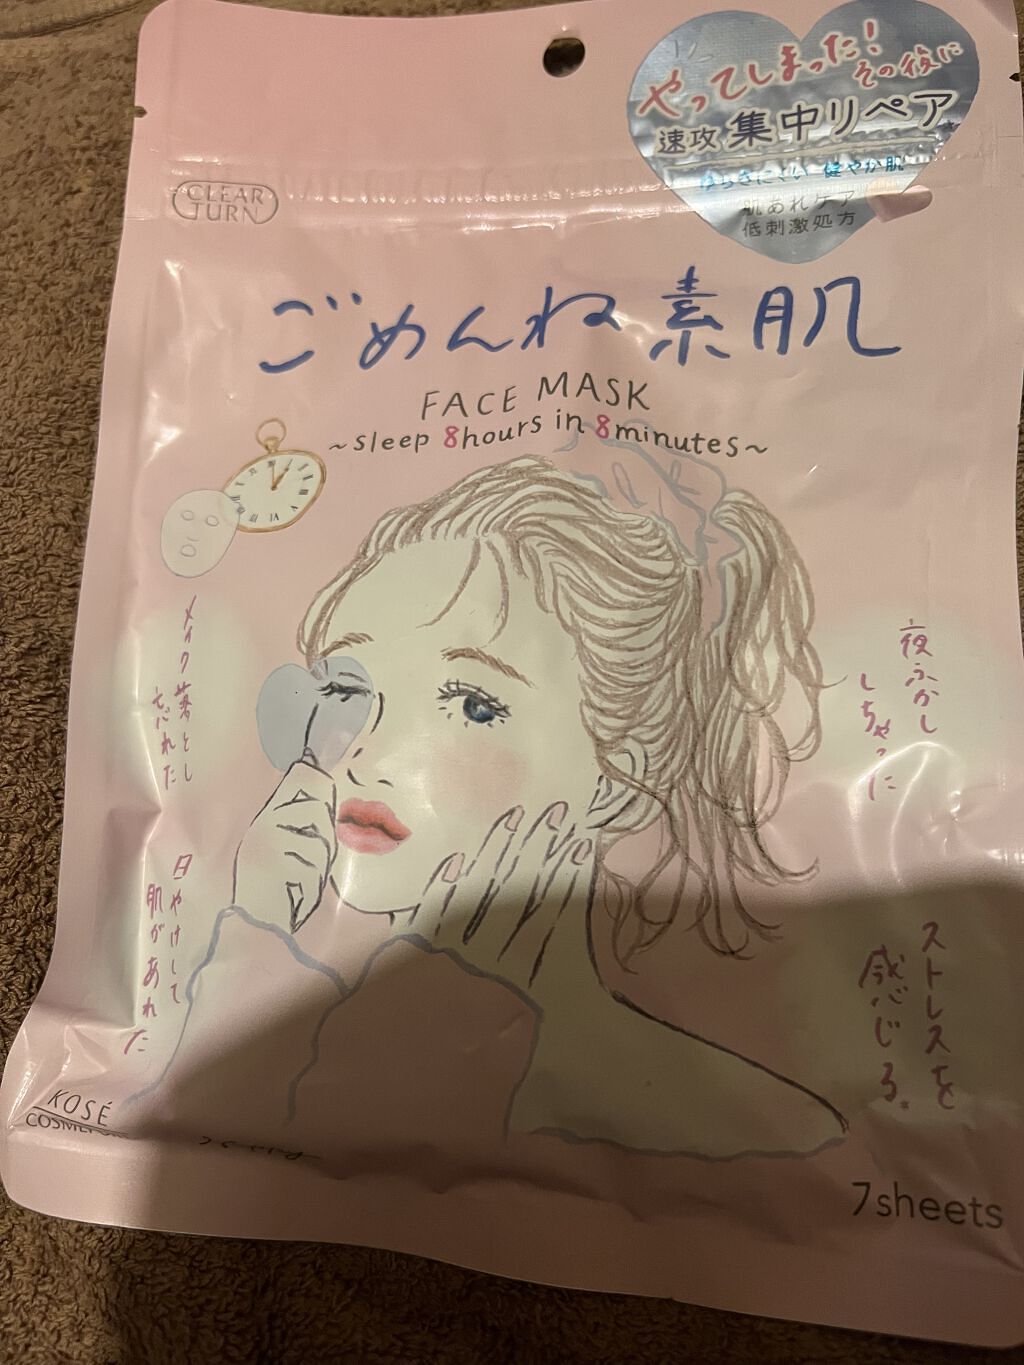 やってしまった!
その後に
速攻 集中リペア
ゆらぎにくい 健やか肌
肌あれケア
低刺激処方
CLEAR
TURN
ごめんね素肌
FACE MASK
~sleep 8hours in 8minutes~
メイク落とし
忘れた
夜ふかし
しちゃった
日やけして
肌があれた
ストレスを
感じる。
KOSÉ
7sheets